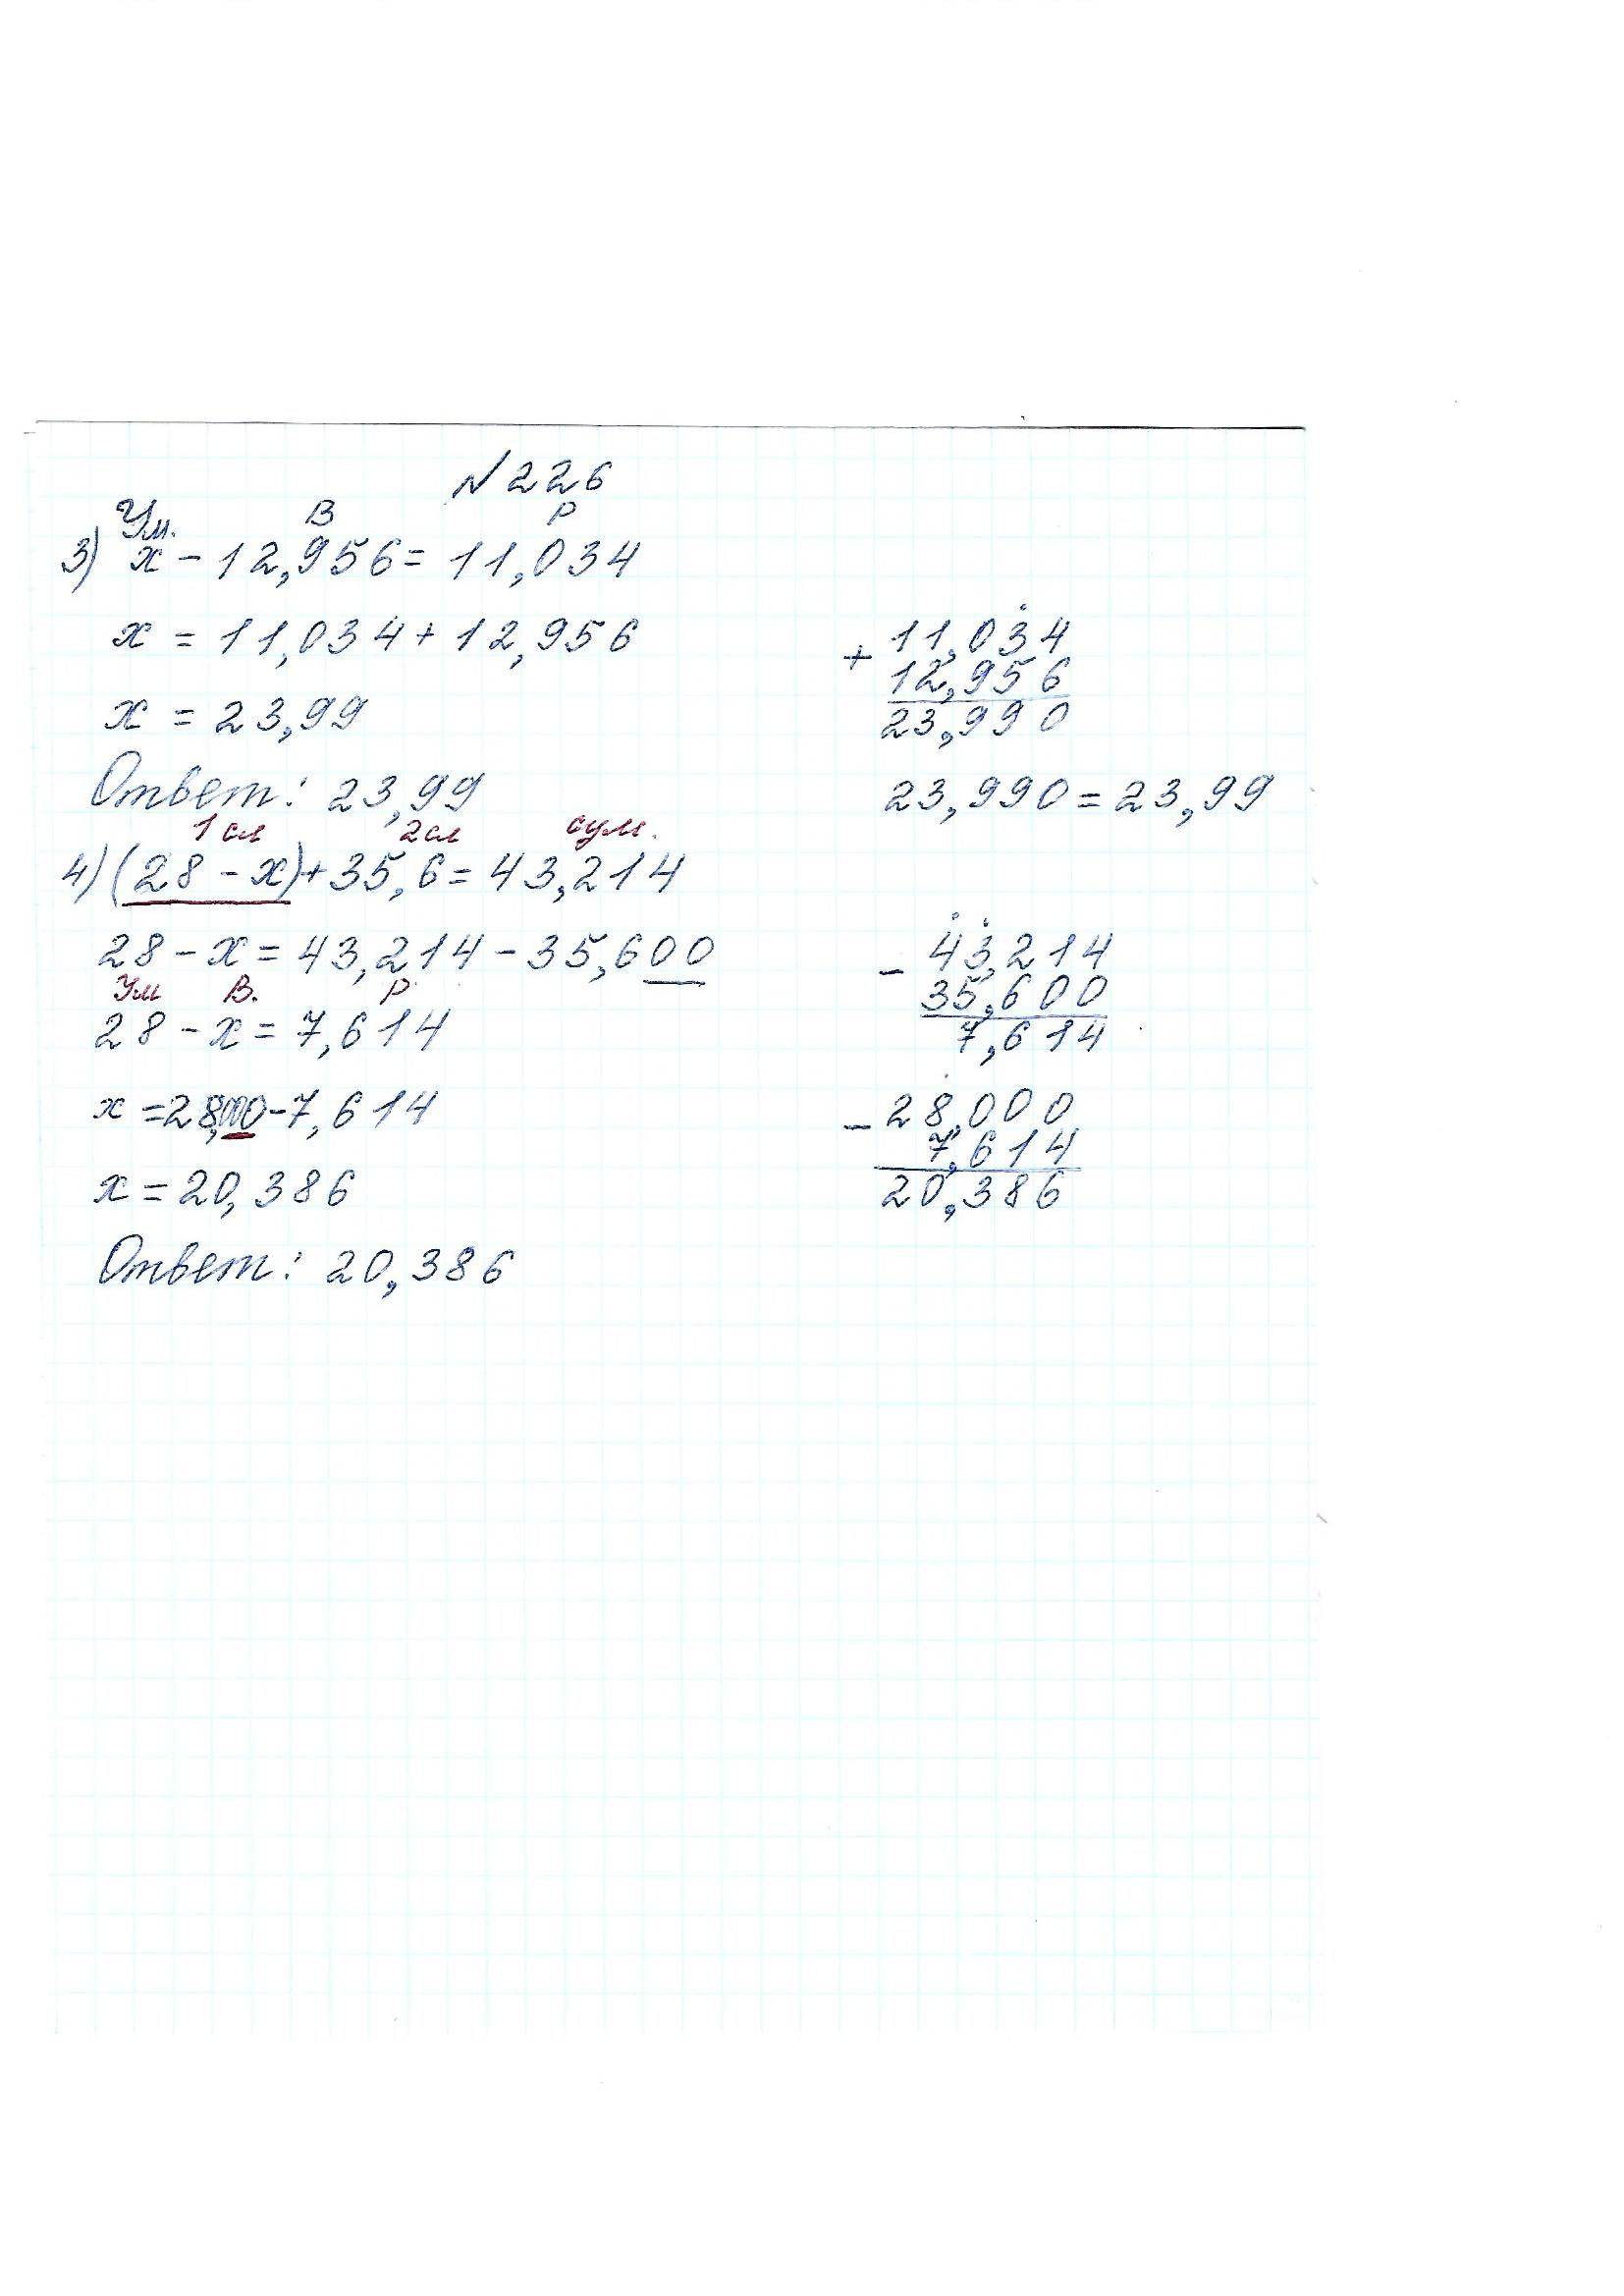 №226
Ум. В Р
3) x - 12,956 = 11,034
x = 11,034 + 12,956
x = 23,99
Ответ: 23,99
+ 11,034
12,956
23,990
23,990 = 23,99
1 сл 2 сл сум.
4) (28 - x) + 35,6 = 43,214
28 - x = 43,214 - 35,600
Ум В. Р
28 - x = 7,614
x = 28,000 - 7,614
x = 20,386
Ответ: 20,386
- 43,214
35,600
7,614
- 28,000
7,614
20,386